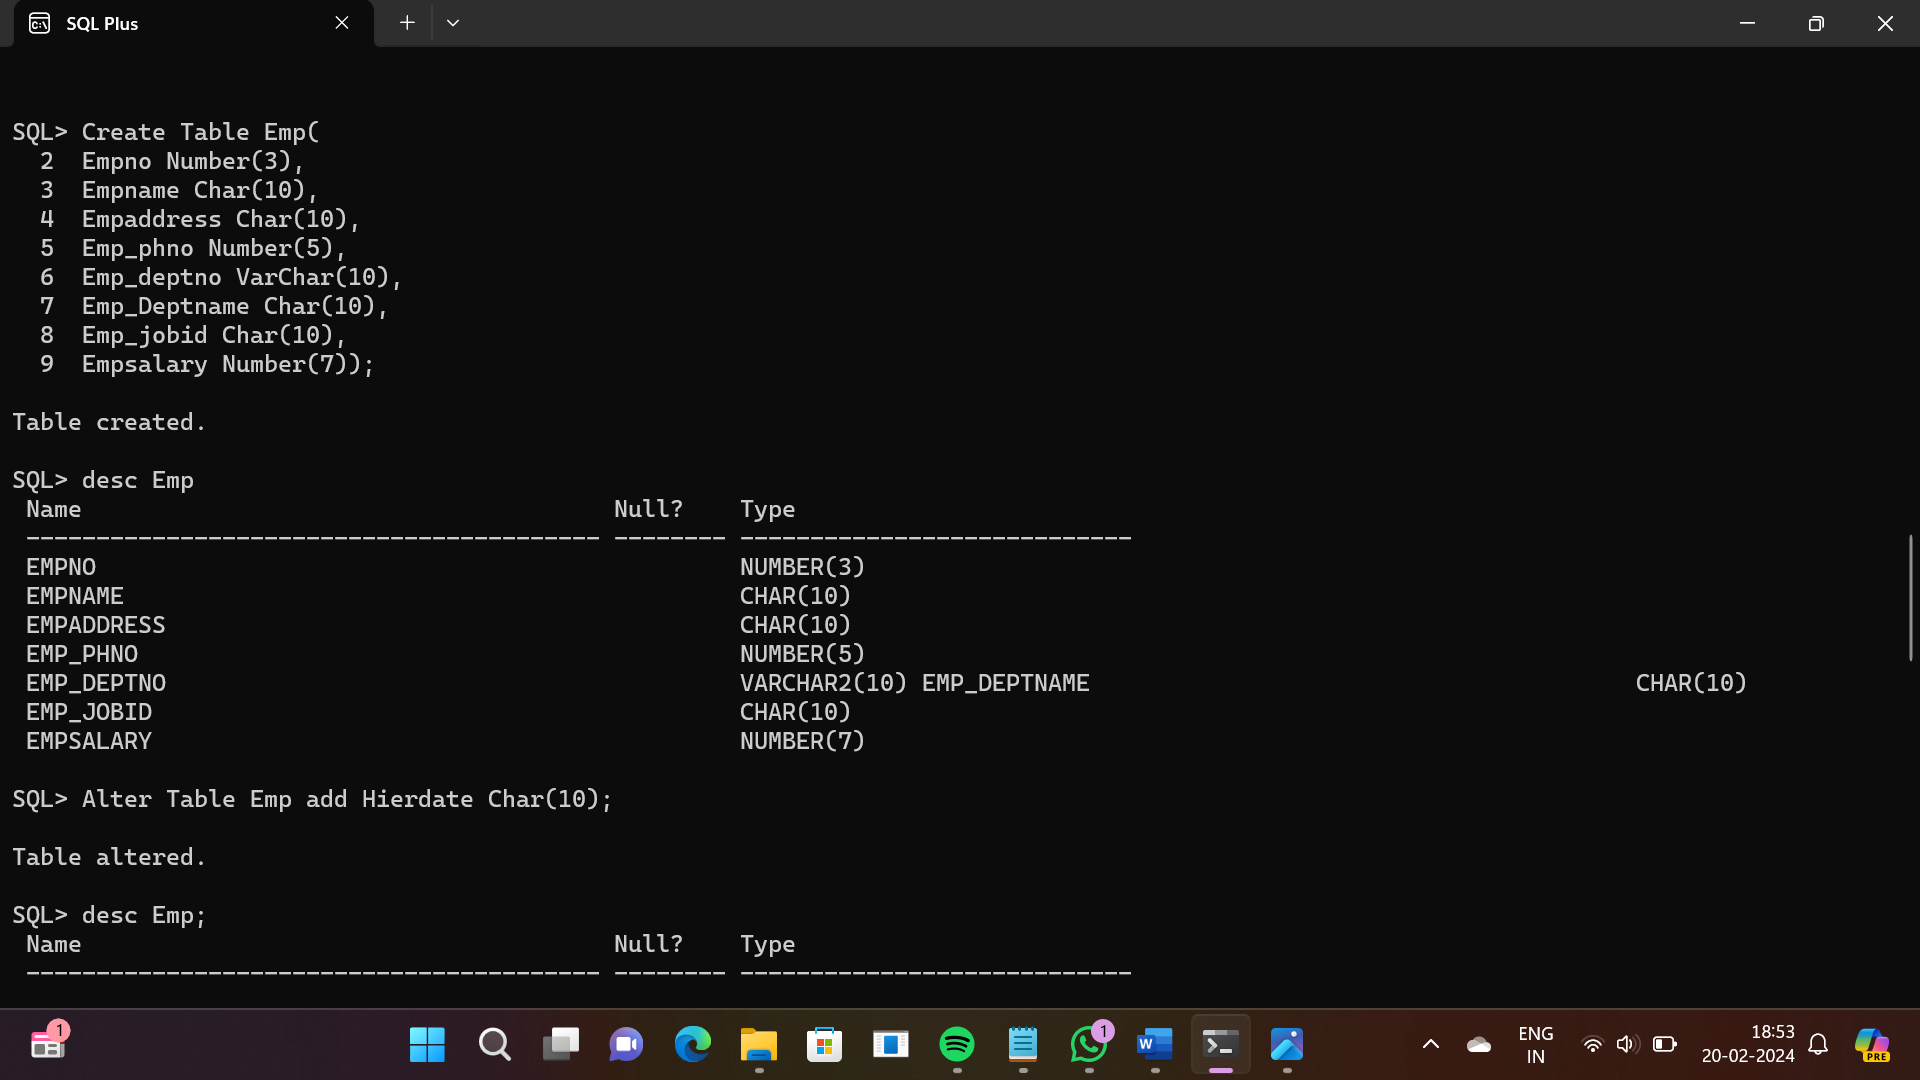 SQL Plus
SQL> Create Table Emp(
2 Empno Number(3),
3 Empname Char(10),
4 Empaddress Char(10),
5 Emp_phno Number(5),
6 Emp_deptno VarChar(10),
7 Emp_Deptname Char(10),
8 Emp_jobid Char(10),
9 Empsalary Number(7));
Table created.
SQL> desc Emp
Name Null? Type
----------------------------------------- -------- ----------------------------
EMPNO NUMBER(3)
EMPNAME CHAR(10)
EMPADDRESS CHAR(10)
EMP_PHNO NUMBER(5)
EMP_DEPTNO VARCHAR2(10) EMP_DEPTNAME CHAR(10)
EMP_JOBID CHAR(10)
EMPSALARY NUMBER(7)
SQL> Alter Table Emp add Hierdate Char(10);
Table altered.
SQL> desc Emp;
Name Null? Type
----------------------------------------- -------- ----------------------------
1
1
ENG
IN
18:53
20-02-2024
PRE